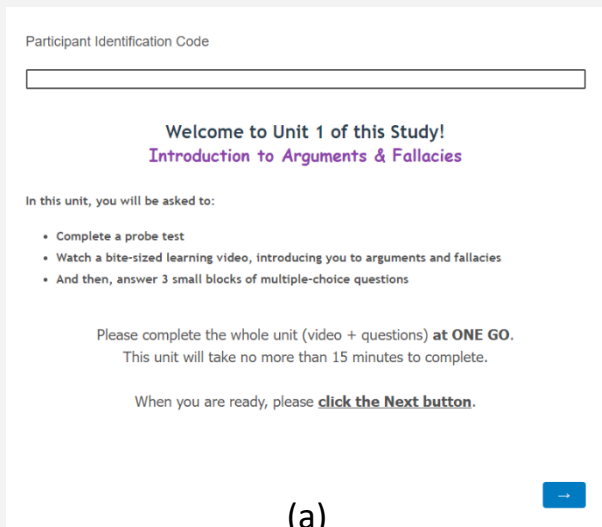 Participant Identification Code
Welcome to Unit 1 of this Study!
Introduction to Arguments & Fallacies
In this unit, you will be asked to:
• Complete a probe test
• Watch a bite-sized learning video, introducing you to arguments and fallacies
• And then, answer 3 small blocks of multiple-choice questions
Please complete the whole unit (video + questions) at ONE GO.
This unit will take no more than 15 minutes to complete.
When you are ready, please click the Next button.
→
(a)